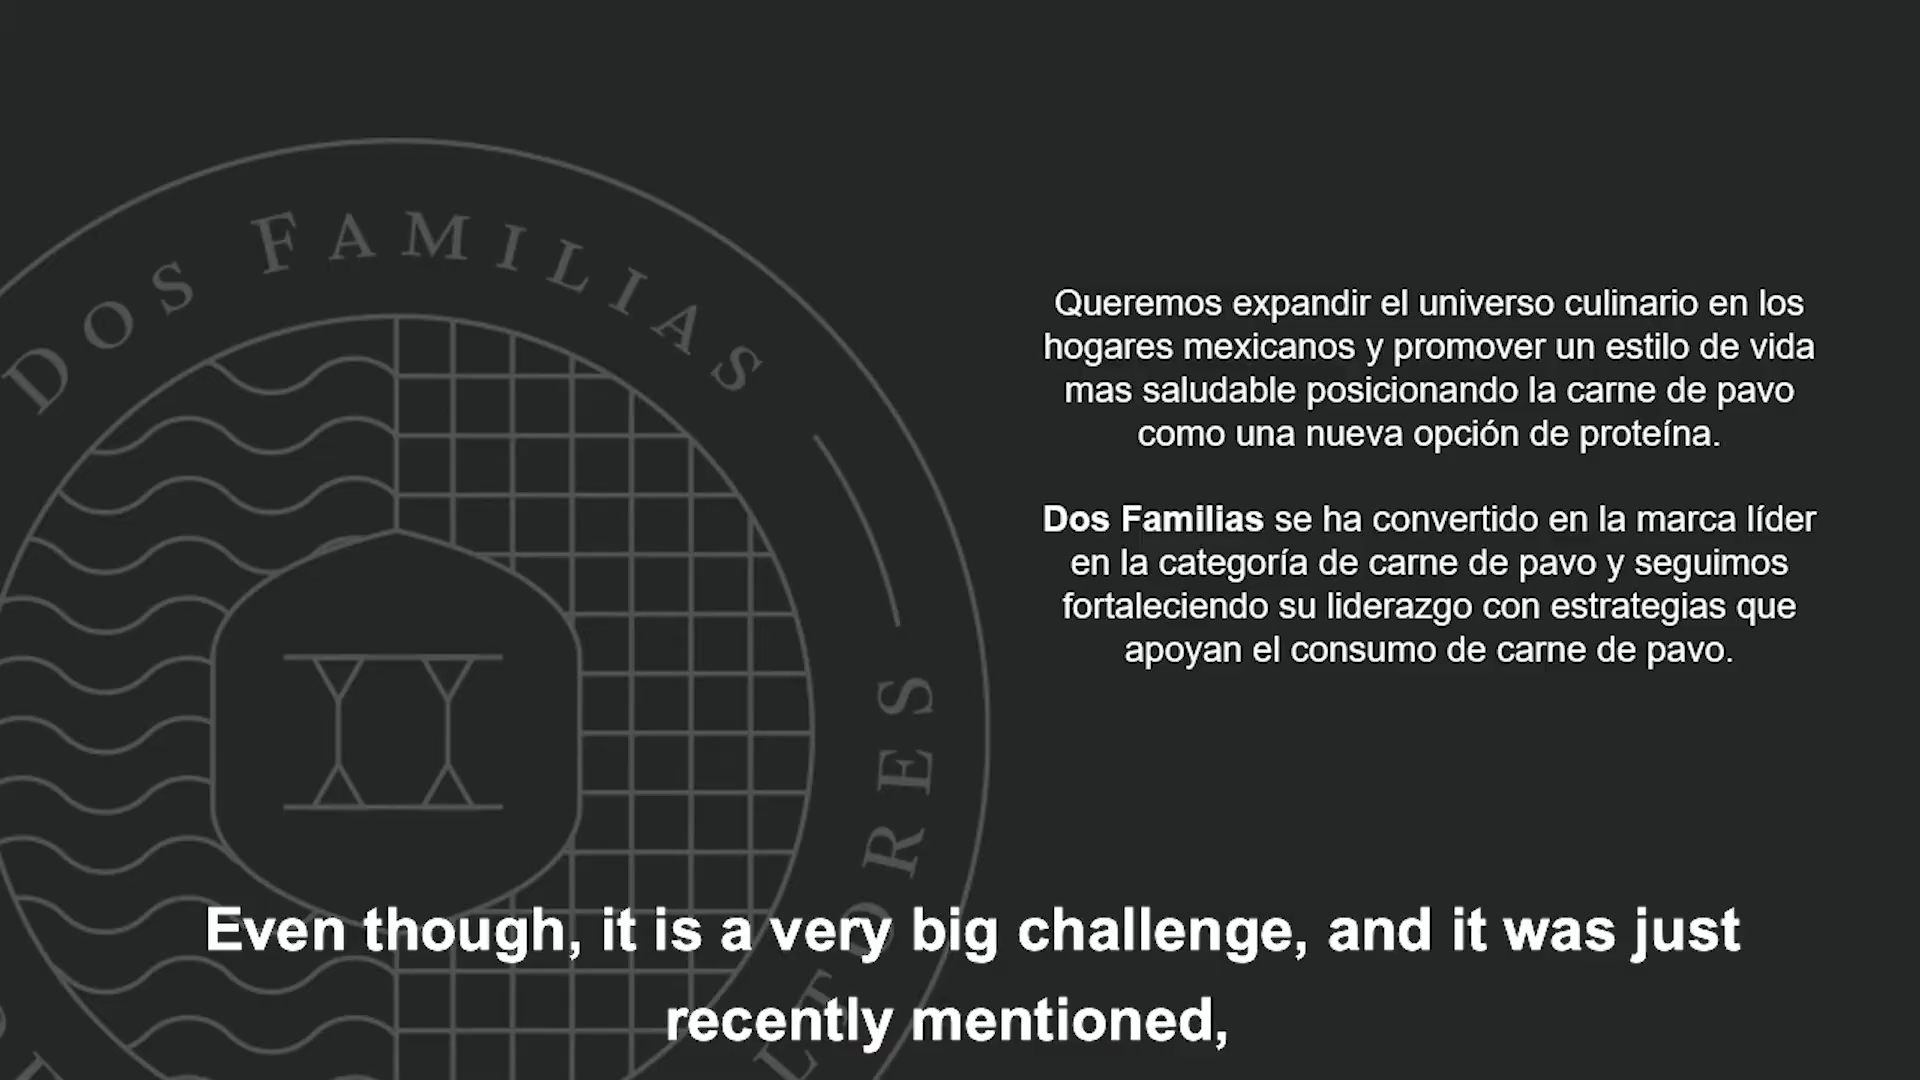 DOS FAMILIAS
Queremos expandir el universo culinario en los
hogares mexicanos y promover un estilo de vida
mas saludable posicionando la carne de pavo
como una nueva opción de proteína.
Dos Familias se ha convertido en la marca líder
en la categoría de carne de pavo y seguimos
fortaleciendo su liderazgo con estrategias que
apoyan el consumo de carne de pavo.
Even though, it is a very big challenge, and it was just
recently mentioned,